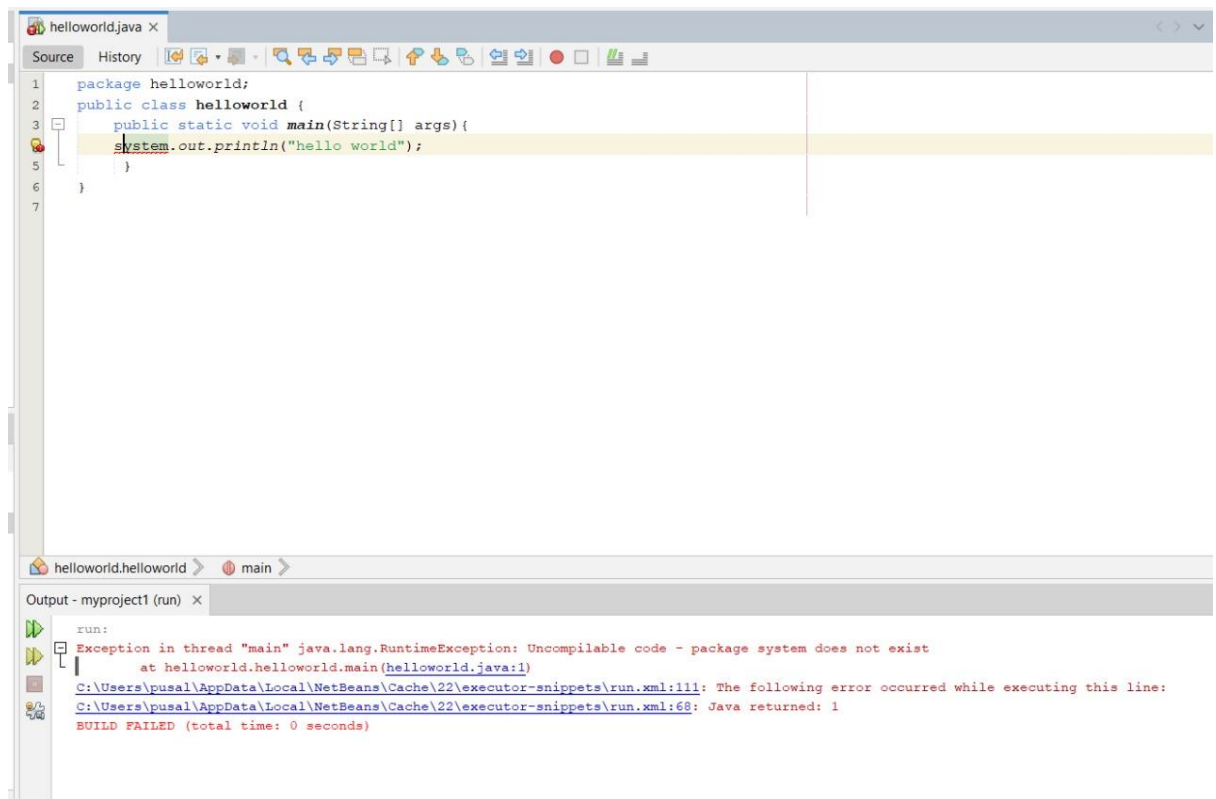 helloworld.java ×
Source History
1 package helloworld;
2 public class helloworld {
3 public static void main(String[] args){
system.out.println("hello world");
5 }
6 }
7
helloworld.helloworld main
Output - myproject1 (run) ×
run:
Exception in thread "main" java.lang.RuntimeException: Uncompilable code - package system does not exist
at helloworld.helloworld.main(helloworld.java:1)
C:\Users\pusal\AppData\Local\NetBeans\Cache\22\executor-snippets\run.xml:111: The following error occurred while executing this line:
C:\Users\pusal\AppData\Local\NetBeans\Cache\22\executor-snippets\run.xml:68: Java returned: 1
BUILD FAILED (total time: 0 seconds)